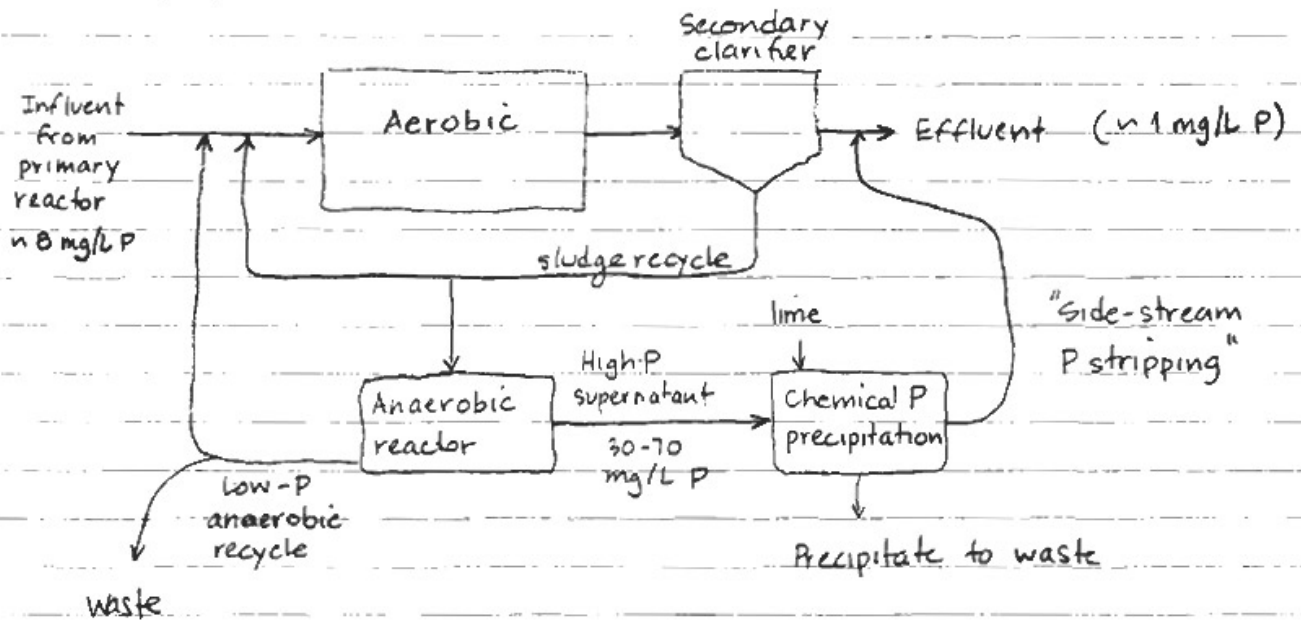 Secondary
clarifier
Influent
from
primary
reactor
~ 8 mg/L P
Aerobic
Effluent (~ 1 mg/L P)
sludge recycle
lime
"Side-stream
P stripping"
Anaerobic
reactor
High-P
supernatant
30-70
mg/L P
Chemical P
precipitation
Low-P
anaerobic
recycle
waste
Precipitate to waste